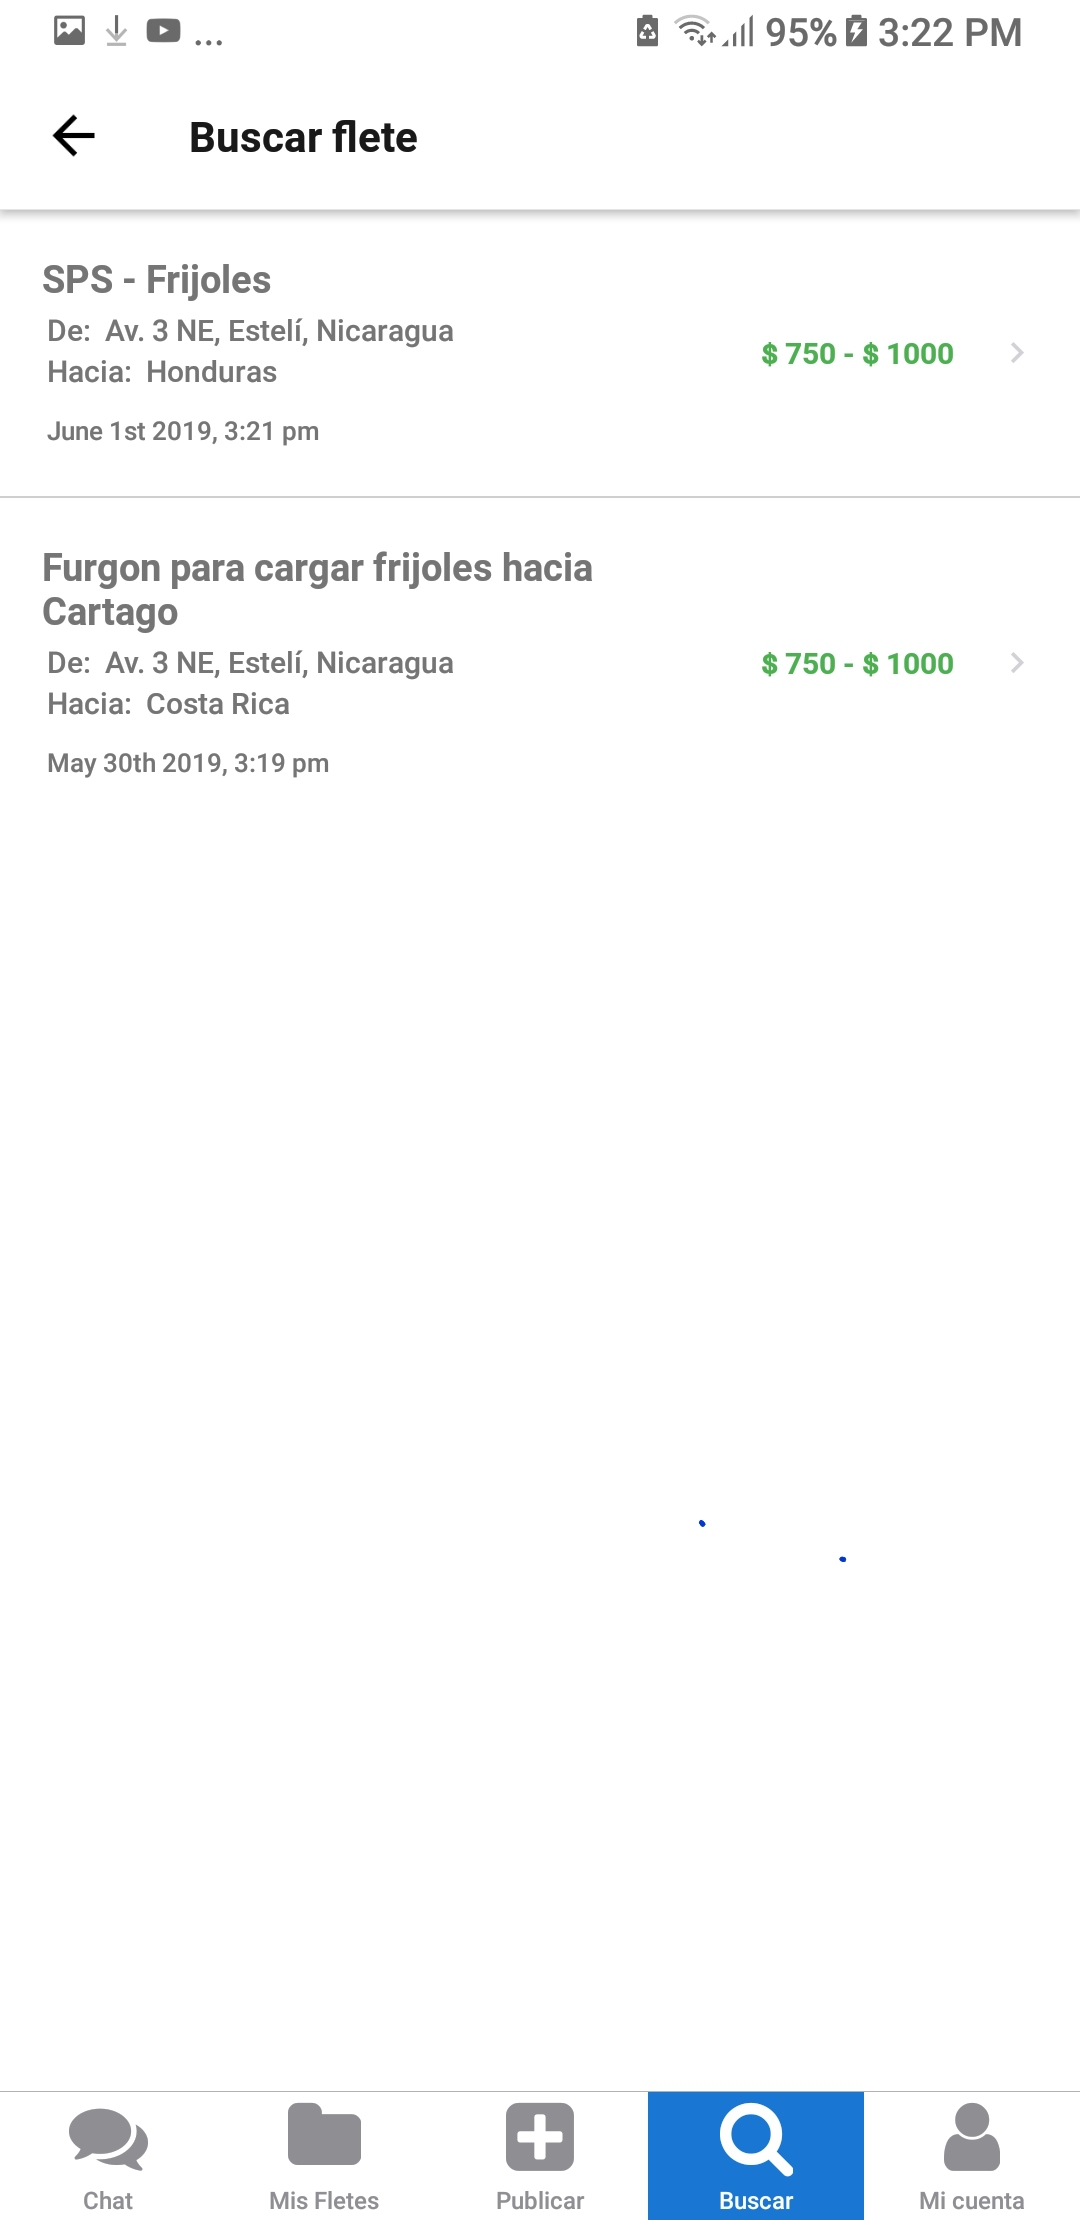 ... 95% 3:22 PM
Buscar flete
SPS - Frijoles
De: Av. 3 NE, Estelí, Nicaragua
Hacia: Honduras
$ 750 - $ 1000
June 1st 2019, 3:21 pm
Furgon para cargar frijoles hacia
Cartago
De: Av. 3 NE, Estelí, Nicaragua
Hacia: Costa Rica
$ 750 - $ 1000
May 30th 2019, 3:19 pm
Chat Mis Fletes Publicar Buscar Mi cuenta